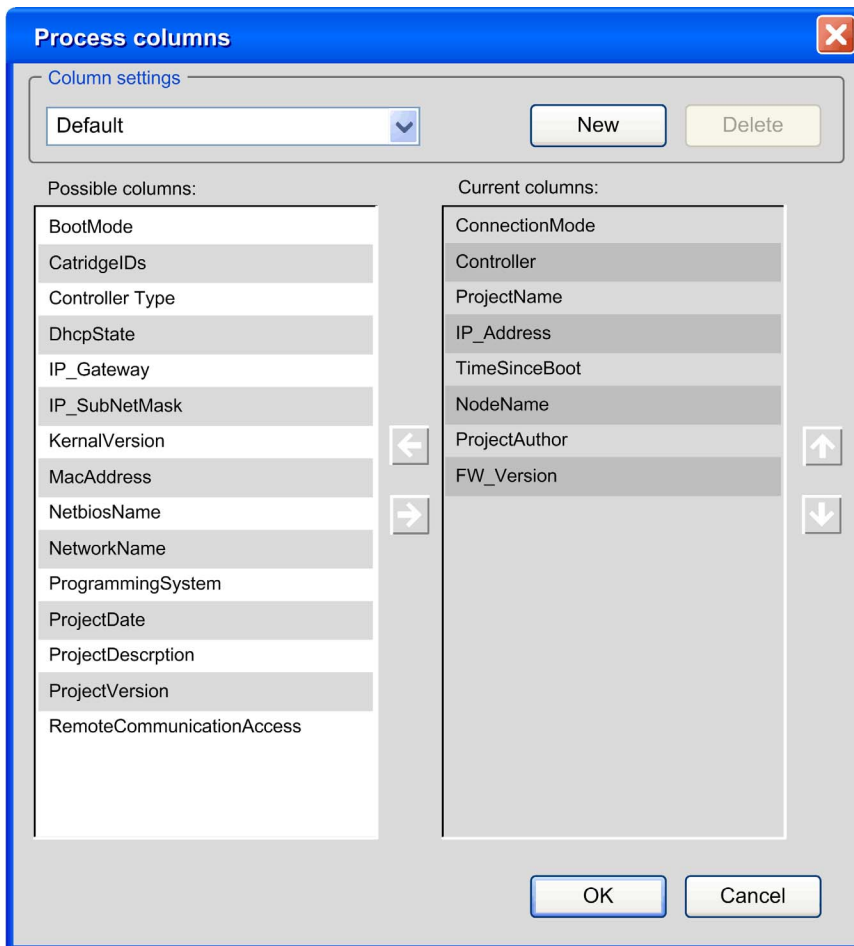 Process columns
Column settings
Default
New
Delete
Possible columns:
BootMode
CatridgeIDs
Controller Type
DhcpState
IP_Gateway
IP_SubNetMask
KernalVersion
MacAddress
NetbiosName
NetworkName
ProgrammingSystem
ProjectDate
ProjectDescrption
ProjectVersion
RemoteCommunicationAccess
Current columns:
ConnectionMode
Controller
ProjectName
IP_Address
TimeSinceBoot
NodeName
ProjectAuthor
FW_Version
OK
Cancel